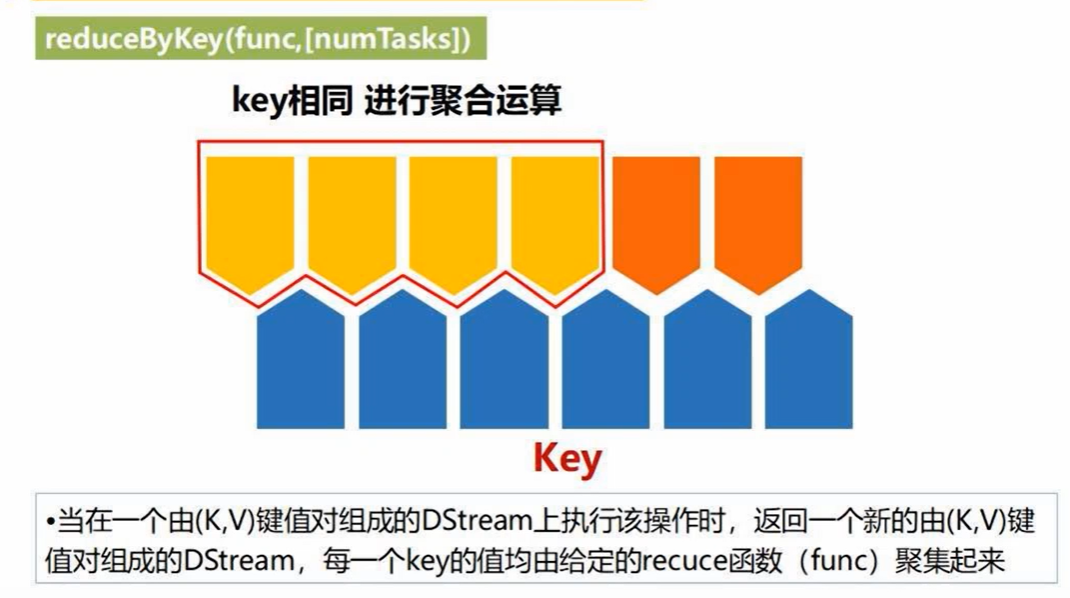 reduceByKey(func,[numTasks])
key相同 进行聚合运算
Key
•当在一个由(K,V)键值对组成的DStream上执行该操作时，返回一个新的由(K,V)键
值对组成的DStream，每一个key的值均由给定的recuce函数（func）聚集起来